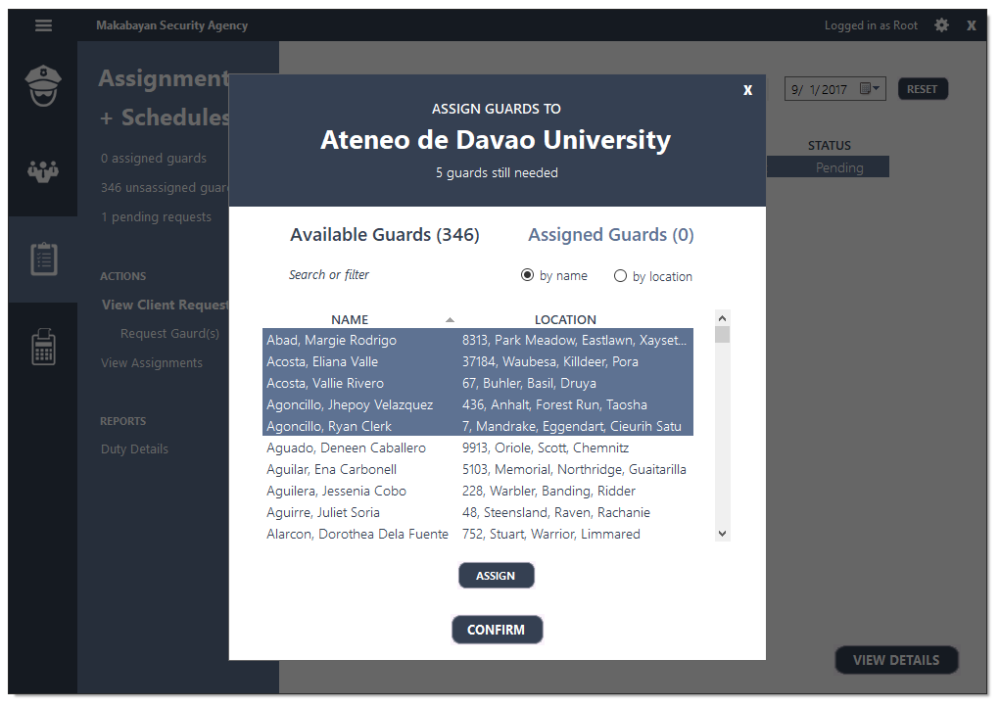 Makabayan Security Agency
Logged in as Root
X
Assignment
+ Schedules
0 assigned guards
346 unassigned guar
1 pending requests
ACTIONS
View Client Request
Request Gaurd(s)
View Assignments
REPORTS
Duty Details
9/ 1/2017
RESET
STATUS
Pending
VIEW DETAILS
X
ASSIGN GUARDS TO
Ateneo de Davao University
5 guards still needed
Available Guards (346) Assigned Guards (0)
Search or filter by name by location
NAME LOCATION
Abad, Margie Rodrigo 8313, Park Meadow, Eastlawn, Xayset...
Acosta, Eliana Valle 37184, Waubesa, Killdeer, Pora
Acosta, Vallie Rivero 67, Buhler, Basil, Druya
Agoncillo, Jhepoy Velazquez 436, Anhalt, Forest Run, Taosha
Agoncillo, Ryan Clerk 7, Mandrake, Eggendart, Cieurih Satu
Aguado, Deneen Caballero 9913, Oriole, Scott, Chemnitz
Aguilar, Ena Carbonell 5103, Memorial, Northridge, Guaitarilla
Aguilera, Jessenia Cobo 228, Warbler, Banding, Ridder
Aguirre, Juliet Soria 48, Steensland, Raven, Rachanie
Alarcon, Dorothea Dela Fuente 752, Stuart, Warrior, Limmared
ASSIGN
CONFIRM